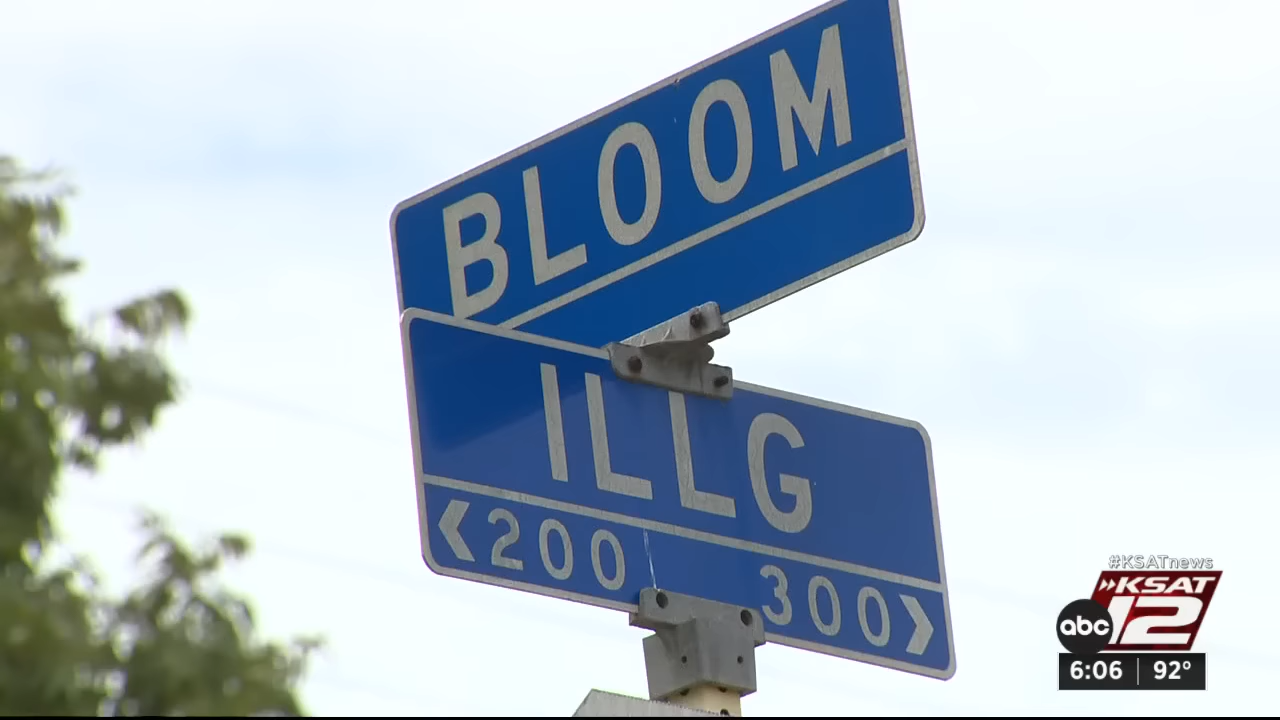 BLOOM
ILLG
<200 300>
#KSATnews
KSAT
abc 12
6:06 92°